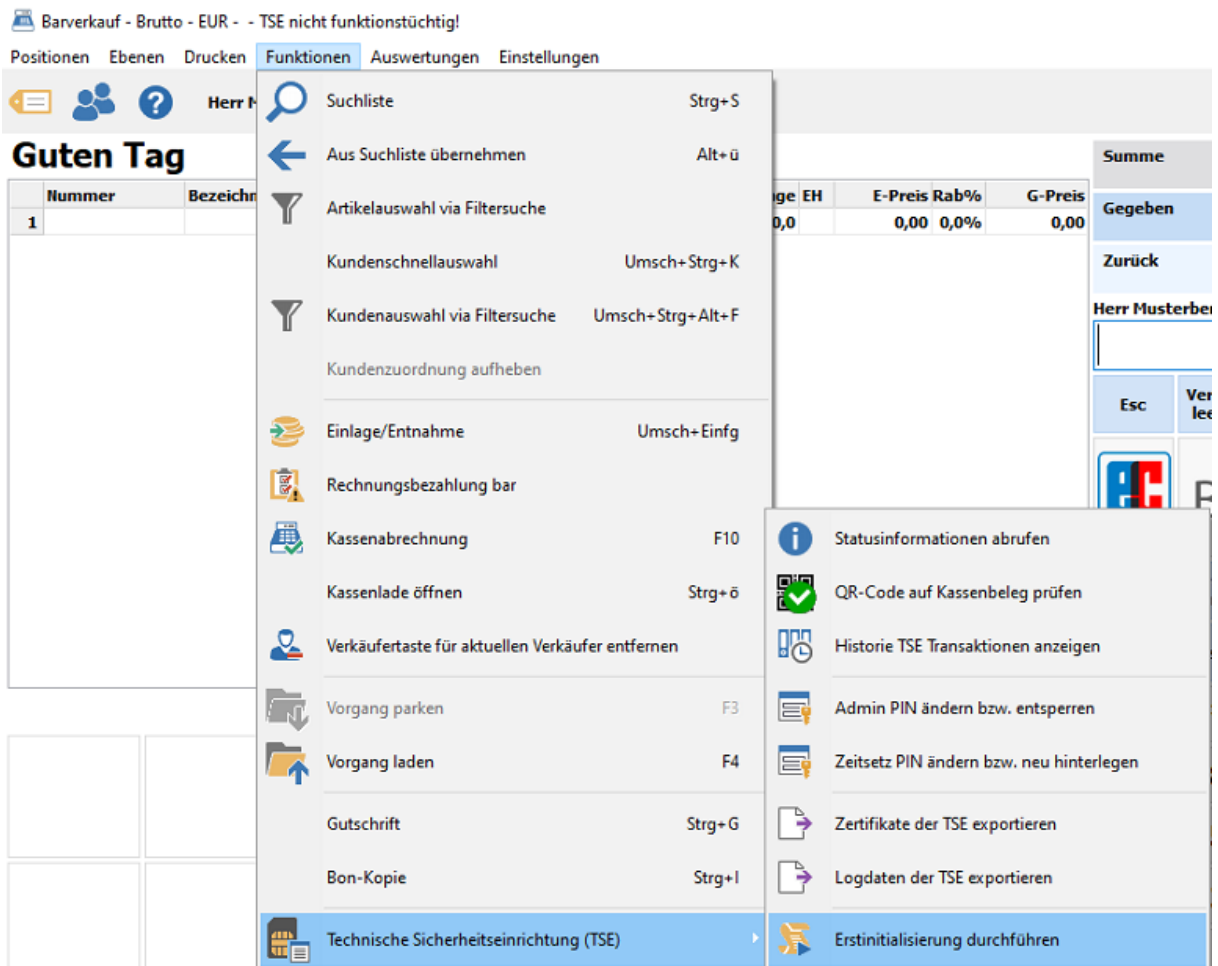 Barverkauf - Brutto - EUR - - TSE nicht funktionstüchtig!
Positionen Ebenen Drucken Funktionen Auswertungen Einstellungen
Herr
Guten Tag
Nummer
EH E-Preis Rab% G-Preis
1 0,00 0,0% 0,00
Suchliste Strg+S
Aus Suchliste übernehmen Alt+ü
Artikelauswahl via Filtersuche
Kundenschnellauswahl Umsch+Strg+K
Kundenauswahl via Filtersuche Umsch+Strg+Alt+F
Kundenzuordnung aufheben
Einlage/Entnahme Umsch+Einfg
Rechnungsbezahlung bar
Kassenabrechnung F10
Kassenlade öffnen Strg+ö
Verkäufertaste für aktuellen Verkäufer entfernen
Vorgang parken F3
Vorgang laden F4
Gutschrift Strg+G
Bon-Kopie Strg+I
Technische Sicherheitseinrichtung (TSE)
Statusinformationen abrufen
QR-Code auf Kassenbeleg prüfen
Historie TSE Transaktionen anzeigen
Admin PIN ändern bzw. entsperren
Zeitsetz PIN ändern bzw. neu hinterlegen
Zertifikate der TSE exportieren
Logdaten der TSE exportieren
Erstinitialisierung durchführen
Summe
Gegeben
Zurück
Herr
Esc